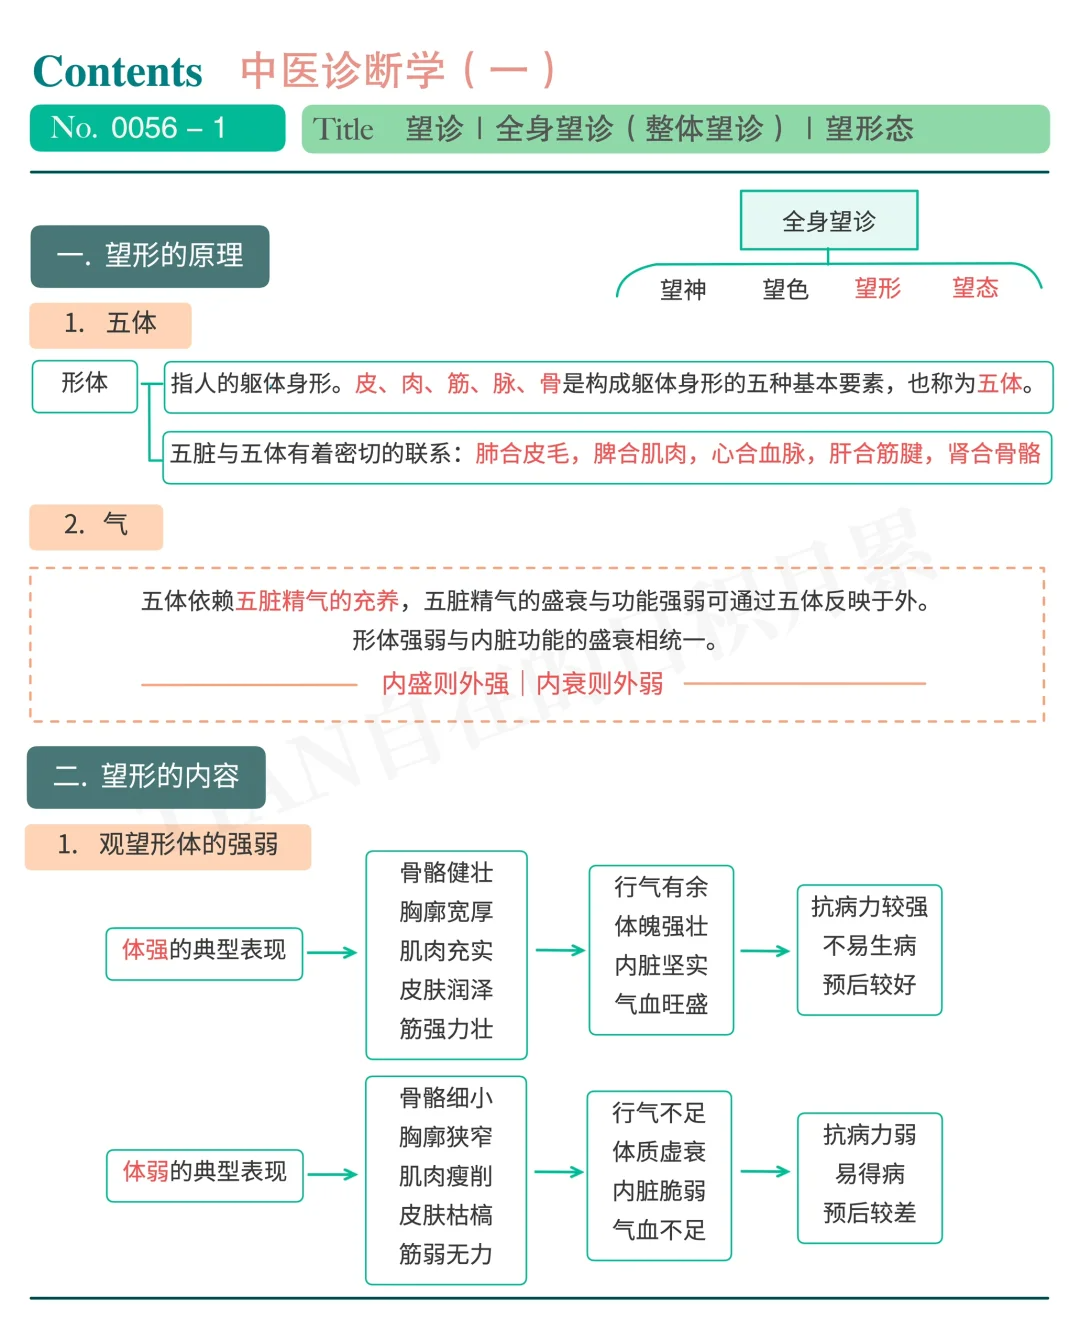 Contents 中医诊断学（一）
No. 0056 – 1
Title 望诊 | 全身望诊（整体望诊）| 望形态
全身望诊
望神 望色 望形 望态
一. 望形的原理
1. 五体
形体
指人的躯体身形。皮、肉、筋、脉、骨是构成躯体身形的五种基本要素，也称为五体。
五脏与五体有着密切的联系：肺合皮毛，脾合肌肉，心合血脉，肝合筋腱，肾合骨骼
2. 气
五体依赖五脏精气的充养，五脏精气的盛衰与功能强弱可通过五体反映于外。
形体强弱与内脏功能的盛衰相统一。
内盛则外强｜内衰则外弱
TIAN自在的日积月累
二. 望形的内容
1. 观望形体的强弱
体强的典型表现
骨骼健壮
胸廓宽厚
肌肉充实
皮肤润泽
筋强力壮
行气有余
体魄强壮
内脏坚实
气血旺盛
抗病力较强
不易生病
预后较好
体弱的典型表现
骨骼细小
胸廓狭窄
肌肉瘦削
皮肤枯槁
筋弱无力
行气不足
体质虚衰
内脏脆弱
气血不足
抗病力弱
易得病
预后较差